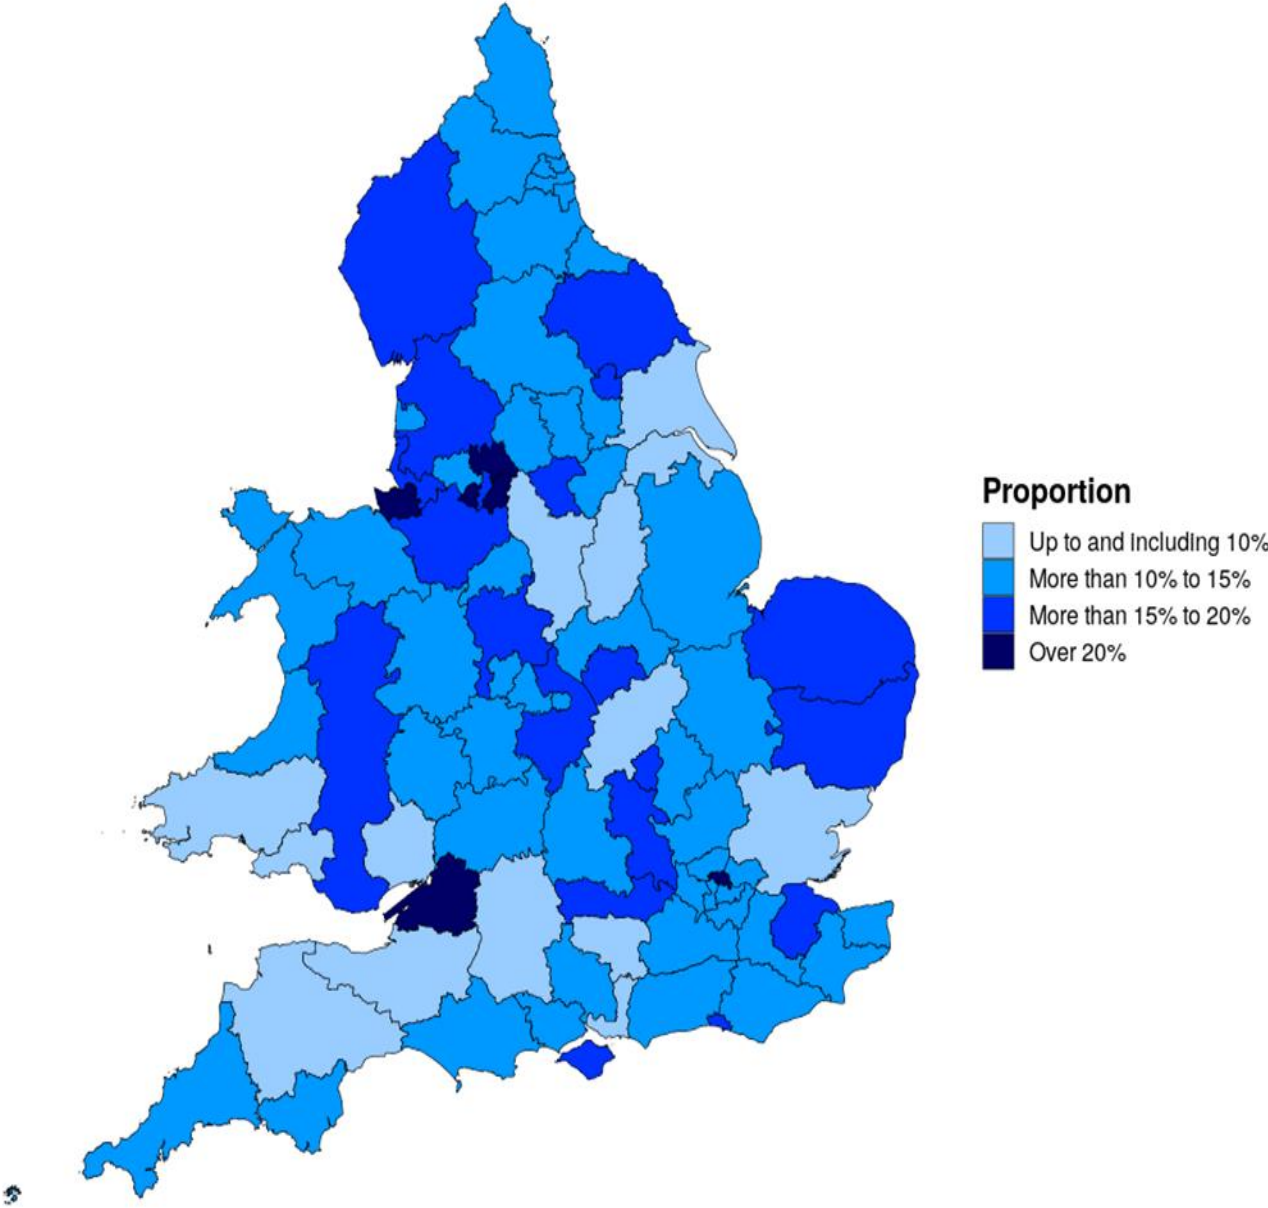 Proportion
Up to and including 10%
More than 10% to 15%
More than 15% to 20%
Over 20%